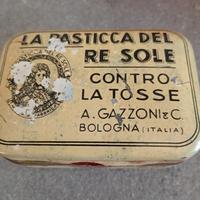 LA PASTICCA DEL
RE SOLE
CONTRO
LA TOSSE
A. GAZZONI & C.
BOLOGNA (ITALIA)